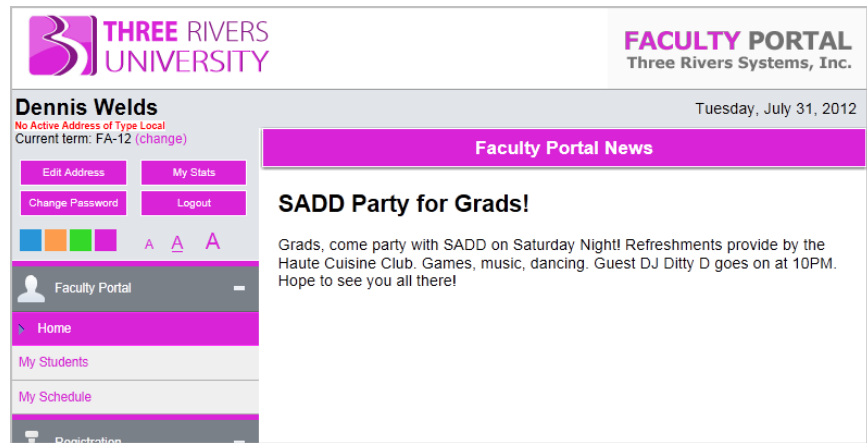 THREE RIVERS
UNIVERSITY
FACULTY PORTAL
Three Rivers Systems, Inc.
Dennis Welds
No Active Address of Type Local
Current term: FA-12 (change)
Tuesday, July 31, 2012
Edit Address
My Stats
Change Password
Logout
A A A
Faculty Portal
Home
My Students
My Schedule
Registration
Faculty Portal News
SADD Party for Grads!
Grads, come party with SADD on Saturday Night! Refreshments provide by the
Haute Cuisine Club. Games, music, dancing. Guest DJ Ditty D goes on at 10PM.
Hope to see you all there!